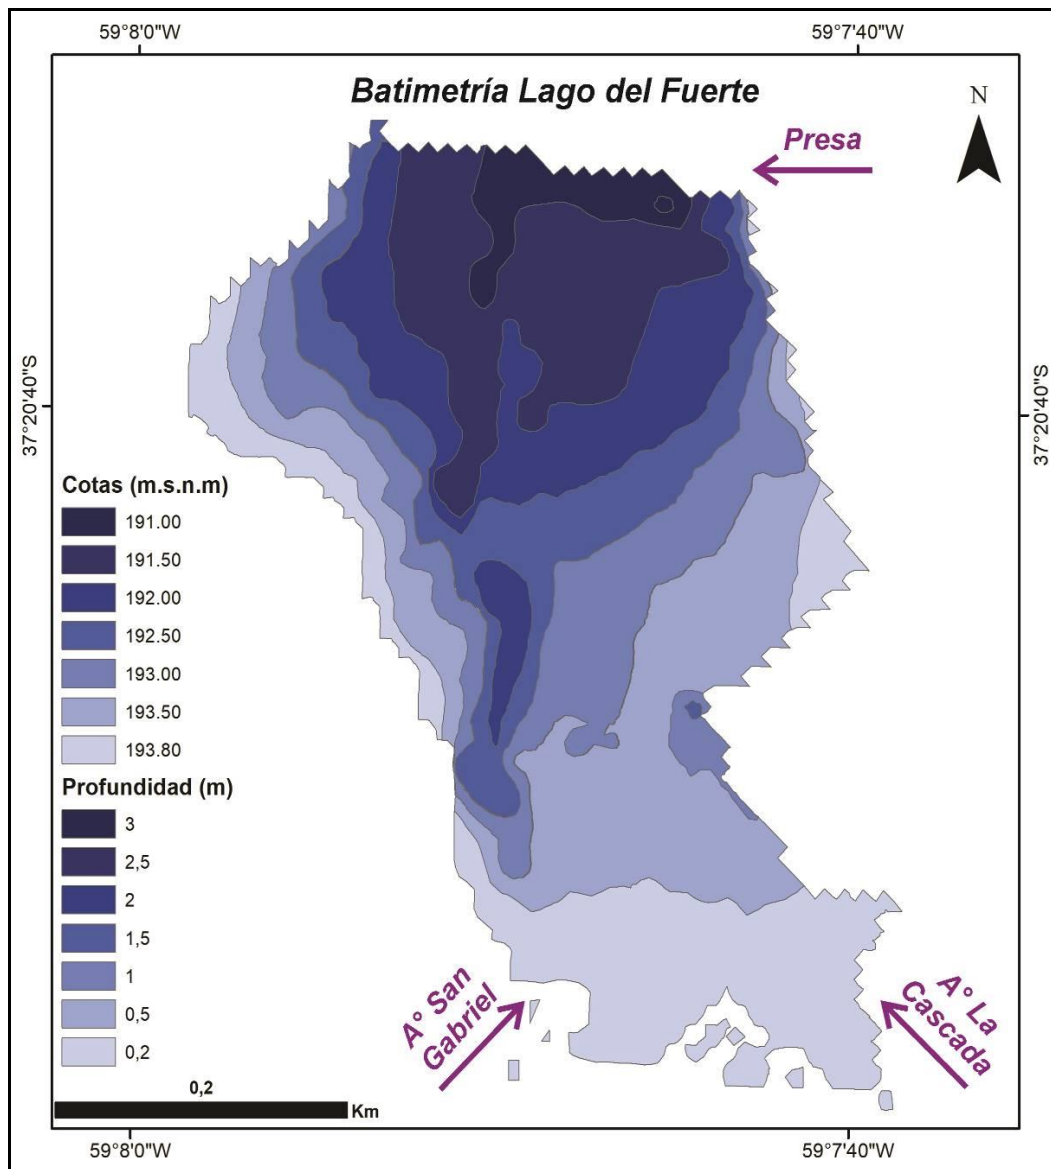 59°8'0"W
59°7'40"W
Batimetría Lago del Fuerte
N
Presa
37°20'40"S
37°20'40"S
Cotas (m.s.n.m)
191.00
191.50
192.00
192.50
193.00
193.50
193.80
Profundidad (m)
3
2,5
2
1,5
1
0,5
0,2
A° San
Gabriel
A° La
Cascada
0,2
Km
59°8'0"W
59°7'40"W